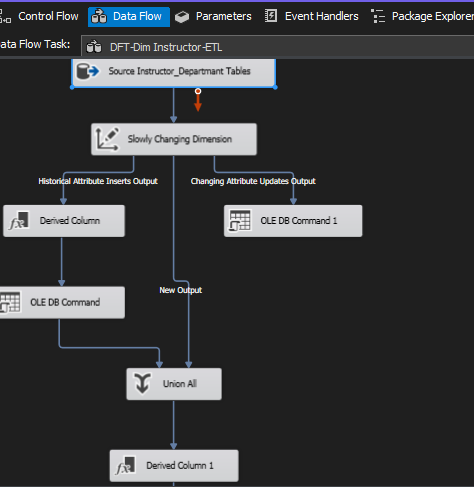 Control Flow Data Flow Parameters Event Handlers Package Explorer
ata Flow Task: DFT-Dim Instructor-ETL
Source Instructor_Departmant Tables
Slowly Changing Dimension
Historical Attribute Inserts Output Changing Attribute Updates Output
Derived Column OLE DB Command 1
New Output
OLE DB Command
Union All
Derived Column 1